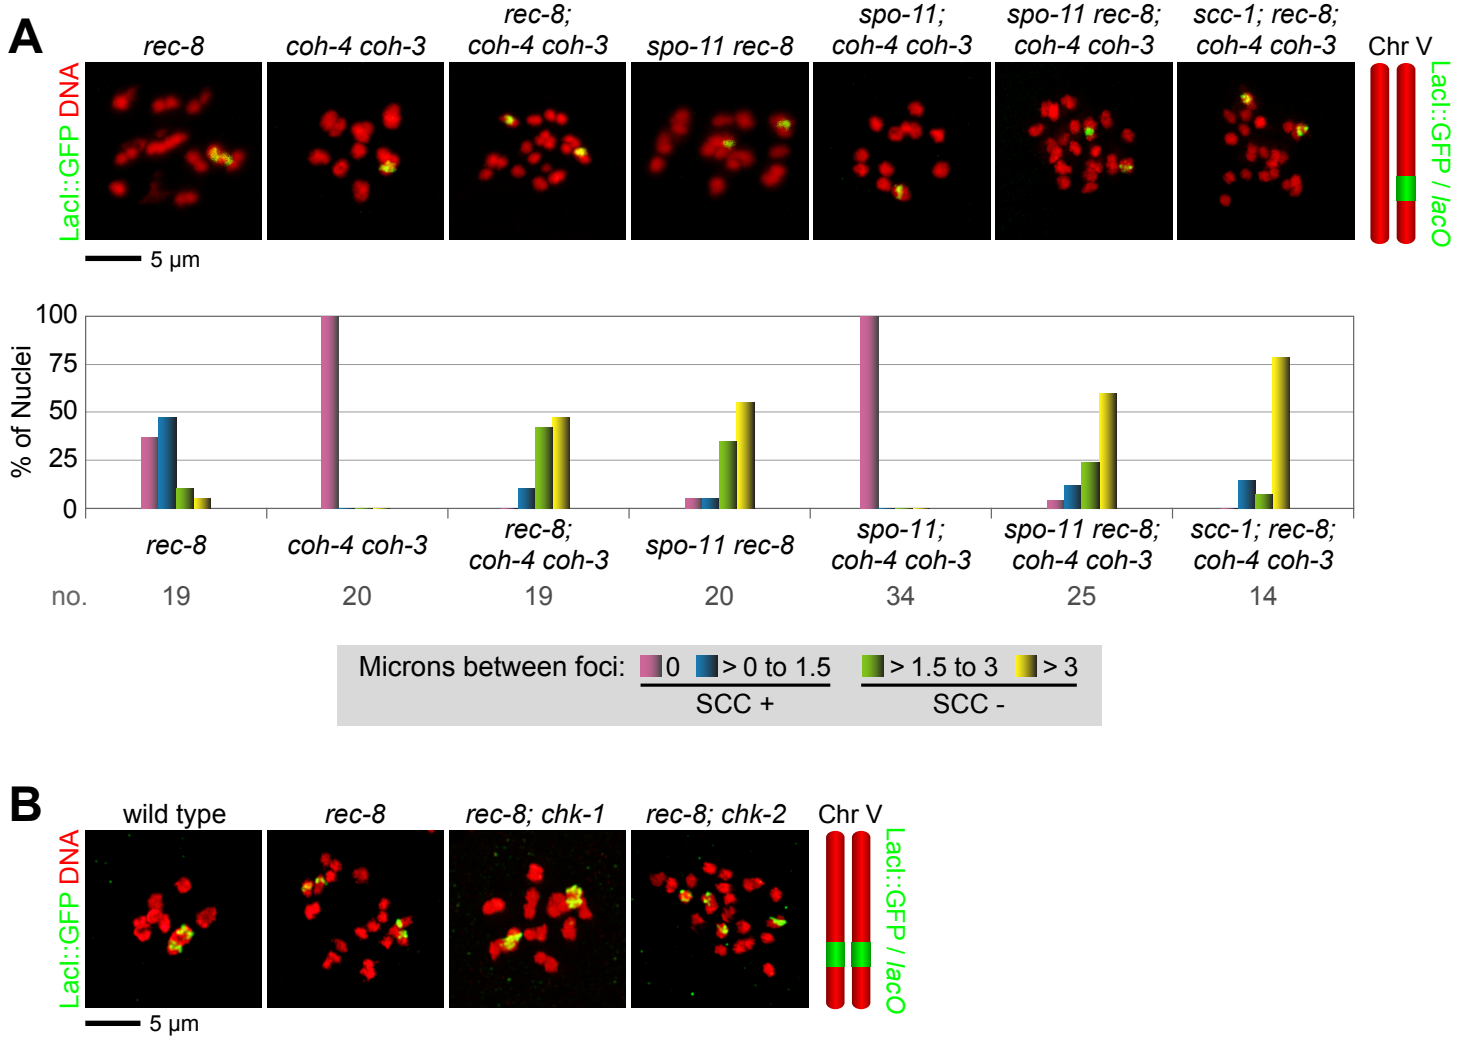 A
rec-8
coh-4 coh-3
rec-8;
coh-4 coh-3
spo-11 rec-8
spo-11;
coh-4 coh-3
spo-11 rec-8;
coh-4 coh-3
scc-1; rec-8;
coh-4 coh-3
Chr V
LacI::GFP DNA
LacI::GFP / lacO
5 µm
% of Nuclei
100
75
50
25
0
rec-8
coh-4 coh-3
rec-8;
coh-4 coh-3
spo-11 rec-8
spo-11;
coh-4 coh-3
spo-11 rec-8;
coh-4 coh-3
scc-1; rec-8;
coh-4 coh-3
no. 19 20 19 20 34 25 14
Microns between foci: 0 > 0 to 1.5 > 1.5 to 3 > 3
SCC + SCC -
B
wild type
rec-8
rec-8; chk-1
rec-8; chk-2
Chr V
LacI::GFP DNA
LacI::GFP / lacO
5 µm